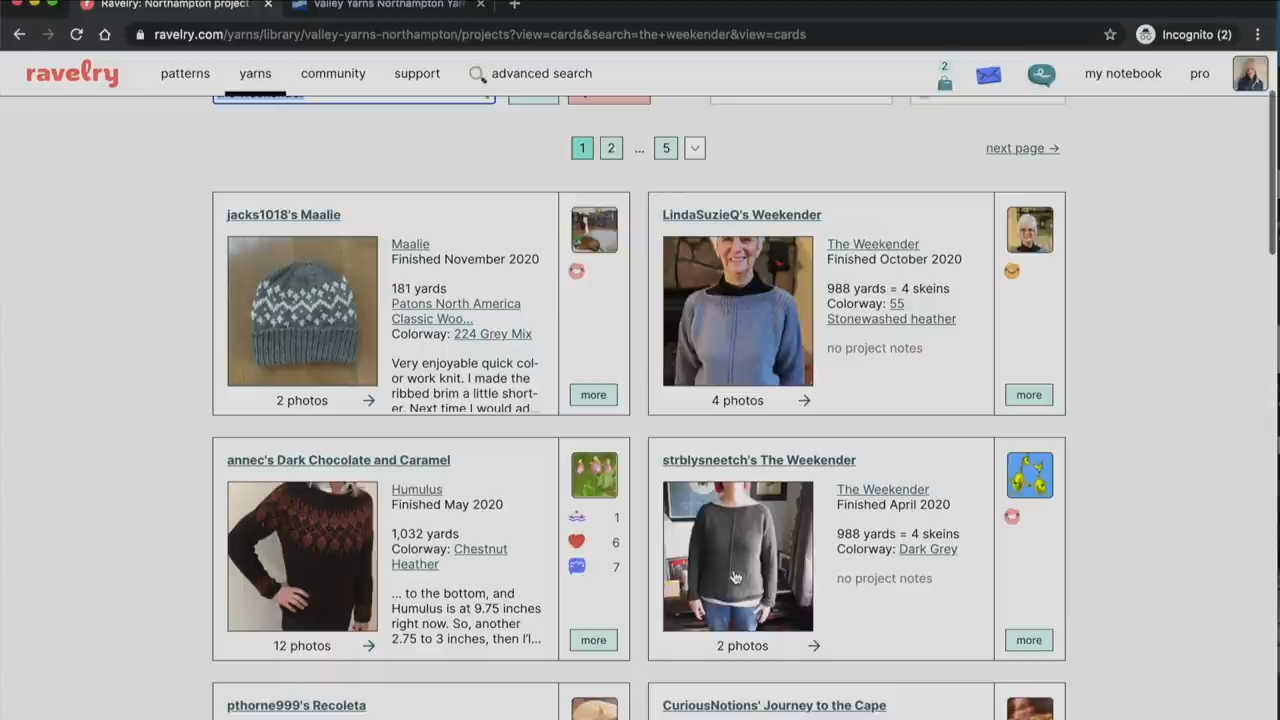 Ravelry: Northampton project
Valley Yarns Northampton Yar
ravelry.com/yarns/library/valley-yarns-northampton/projects?view=cards&search=the+weekender&view=cards
Incognito (2)
ravelry
patterns
yarns
community
support
advanced search
2
my notebook
pro
1
2
...
5
next page →
jacks1018's Maalie
Maalie
Finished November 2020
181 yards
Patons North America
Classic Woo...
Colorway: 224 Grey Mix
Very enjoyable quick col-
or work knit. I made the
ribbed brim a little short-
er. Next time I would ad...
2 photos →
more
LindaSuzieQ's Weekender
The Weekender
Finished October 2020
988 yards = 4 skeins
Colorway: 55
Stonewashed heather
no project notes
4 photos →
more
annec's Dark Chocolate and Caramel
Humulus
Finished May 2020
1,032 yards
Colorway: Chestnut
Heather
... to the bottom, and
Humulus is at 9.75 inches
right now. So, another
2.75 to 3 inches, then I'l...
12 photos →
1
6
7
more
strblysneetch's The Weekender
The Weekender
Finished April 2020
988 yards = 4 skeins
Colorway: Dark Grey
no project notes
2 photos →
more
pthorne999's Recoleta
CuriousNotions' Journey to the Cape